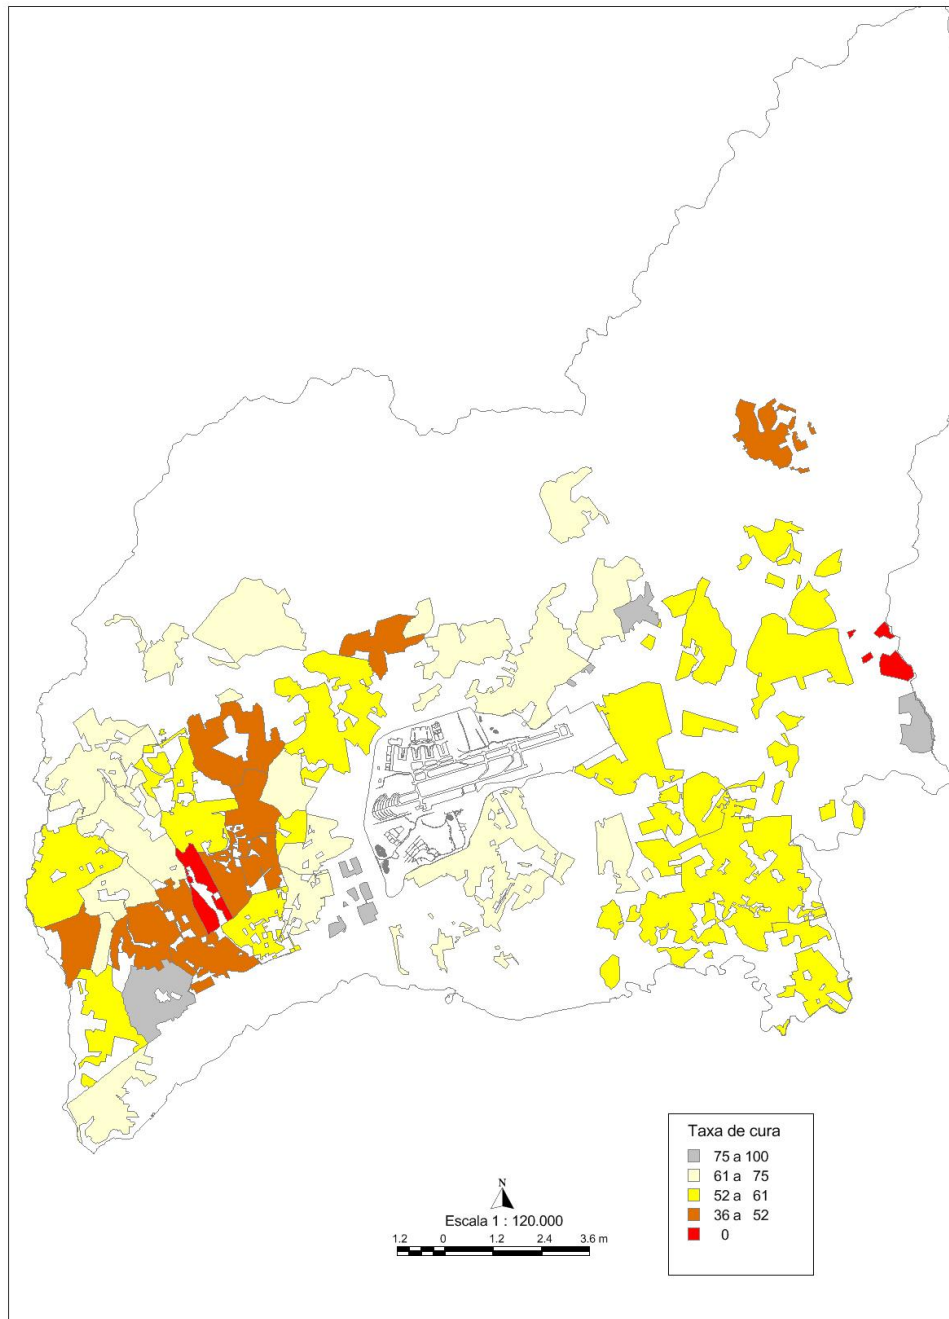 Taxa de cura
75 a 100
61 a 75
52 a 61
36 a 52
0
N
Escala 1 : 120.000
1.2 0 1.2 2.4 3.6 m